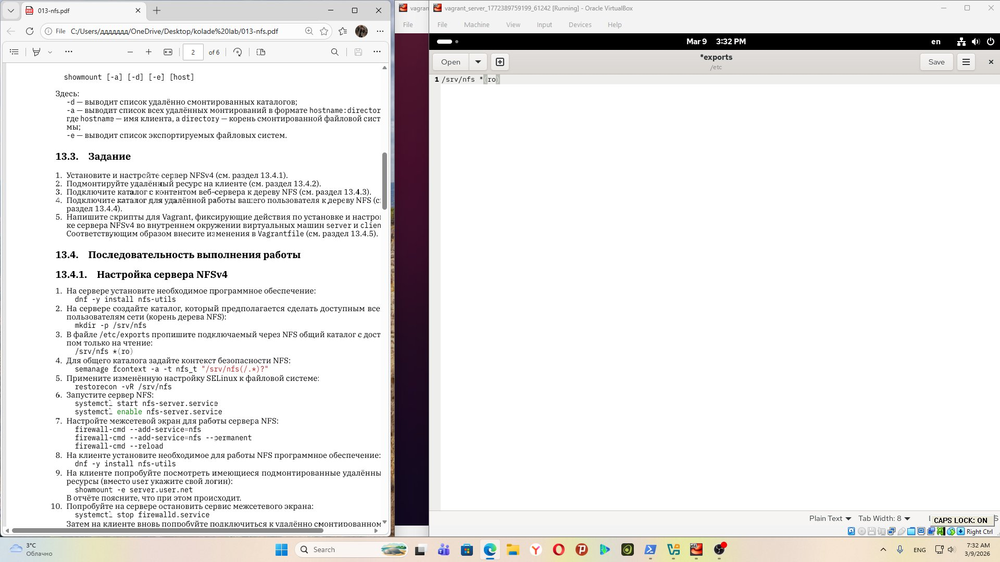 013-nfs.pdf
File
C:/Users/ддддддд/OneDrive/Desktop/kolade%20lab/013-nfs.pdf
2
of 6
showmount [-a] [-d] [-e] [host]
Здесь:
-d — выводит список удалённо смонтированных каталогов;
-a — выводит список всех удалённых монтирований в формате hostname:director
где hostname — имя клиента, а directory — корень смонтированной файловой сист
мы;
-e — выводит список экспортируемых файловых систем.
13.3. Задание
1. Установите и настройте сервер NFSv4 (см. раздел 13.4.1).
2. Подмонтируйте удалённый ресурс на клиенте (см. раздел 13.4.2).
3. Подключите каталог с контентом веб-сервера к дереву NFS (см. раздел 13.4.3).
4. Подключите каталог для удалённой работы вашего пользователя к дереву NFS (с
раздел 13.4.4).
5. Напишите скрипты для Vagrant, фиксирующие действия по установке и настро
ке сервера NFSv4 во внутреннем окружении виртуальных машин server и clien
Соответствующим образом внесите изменения в Vagrantfile (см. раздел 13.4.5).
13.4. Последовательность выполнения работы
13.4.1. Настройка сервера NFSv4
1. На сервере установите необходимое программное обеспечение:
dnf -y install nfs-utils
2. На сервере создайте каталог, который предполагается сделать доступным все
пользователям сети (корень дерева NFS):
mkdir -p /srv/nfs
3. В файле /etc/exports пропишите подключаемый через NFS общий каталог с дост
пом только на чтение:
/srv/nfs *(ro)
4. Для общего каталога задайте контекст безопасности NFS:
semanage fcontext -a -t nfs_t "/srv/nfs(/.*)?"
5. Примените изменённую настройку SELinux к файловой системе:
restorecon -vR /srv/nfs
6. Запустите сервер NFS:
systemctl start nfs-server.service
systemctl enable nfs-server.service
7. Настройте межсетевой экран для работы сервера NFS:
firewall-cmd --add-service=nfs
firewall-cmd --add-service=nfs --permanent
firewall-cmd --reload
8. На клиенте установите необходимое для работы NFS программное обеспечение:
dnf -y install nfs-utils
9. На клиенте попробуйте посмотреть имеющиеся подмонтированные удалённы
ресурсы (вместо user укажите свой логин):
showmount -e server.user.net
В отчёте поясните, что при этом происходит.
10. Попробуйте на сервере остановить сервис межсетевого экрана:
systemctl stop firewalld.service
Затем на клиенте вновь попробуйте подключиться к удалённо смонтированном
vagran
File
vagrant_server_1772389759199_61242 [Running] - Oracle VirtualBox
File Machine View Input Devices Help
Mar 9 3:32 PM
en
Open
*exports
/etc
Save
1 /srv/nfs *(ro)
Plain Text Tab Width: 8
CAPS LOCK: ON
Right Ctrl
3°C
Облачно
Search
ENG
7:32 AM
3/9/2026